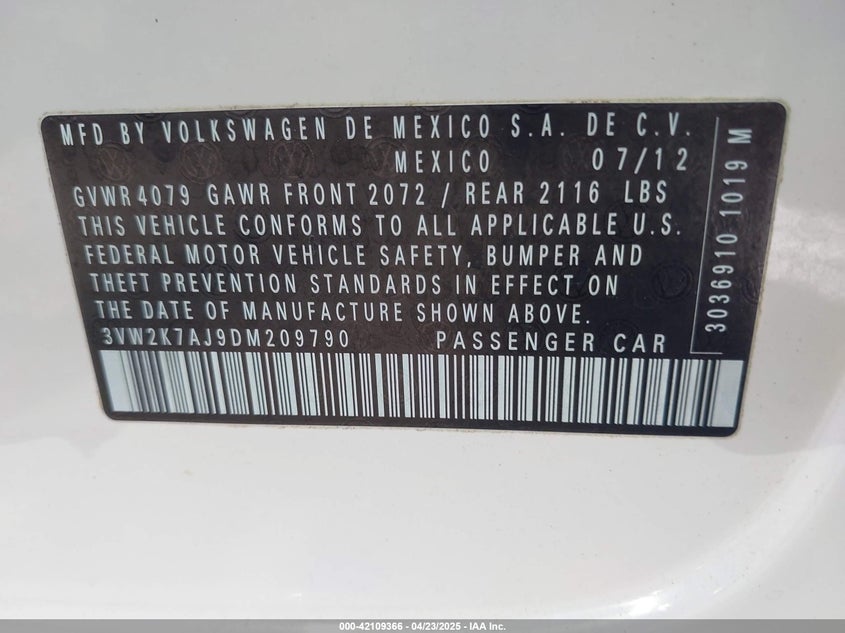 MFD BY VOLKSWAGEN DE MEXICO S.A. DE C.V.
MEXICO 07/12
GVWR 4079 GAWR FRONT 2072 / REAR 2116 LBS
THIS VEHICLE CONFORMS TO ALL APPLICABLE U.S.
FEDERAL MOTOR VEHICLE SAFETY, BUMPER AND
THEFT PREVENTION STANDARDS IN EFFECT ON
THE DATE OF MANUFACTURE SHOWN ABOVE.
3VW2K7AJ9DM209790 PASSENGER CAR
3036910 1019 M
000-42109366 - 04/23/2025 - IAA Inc.